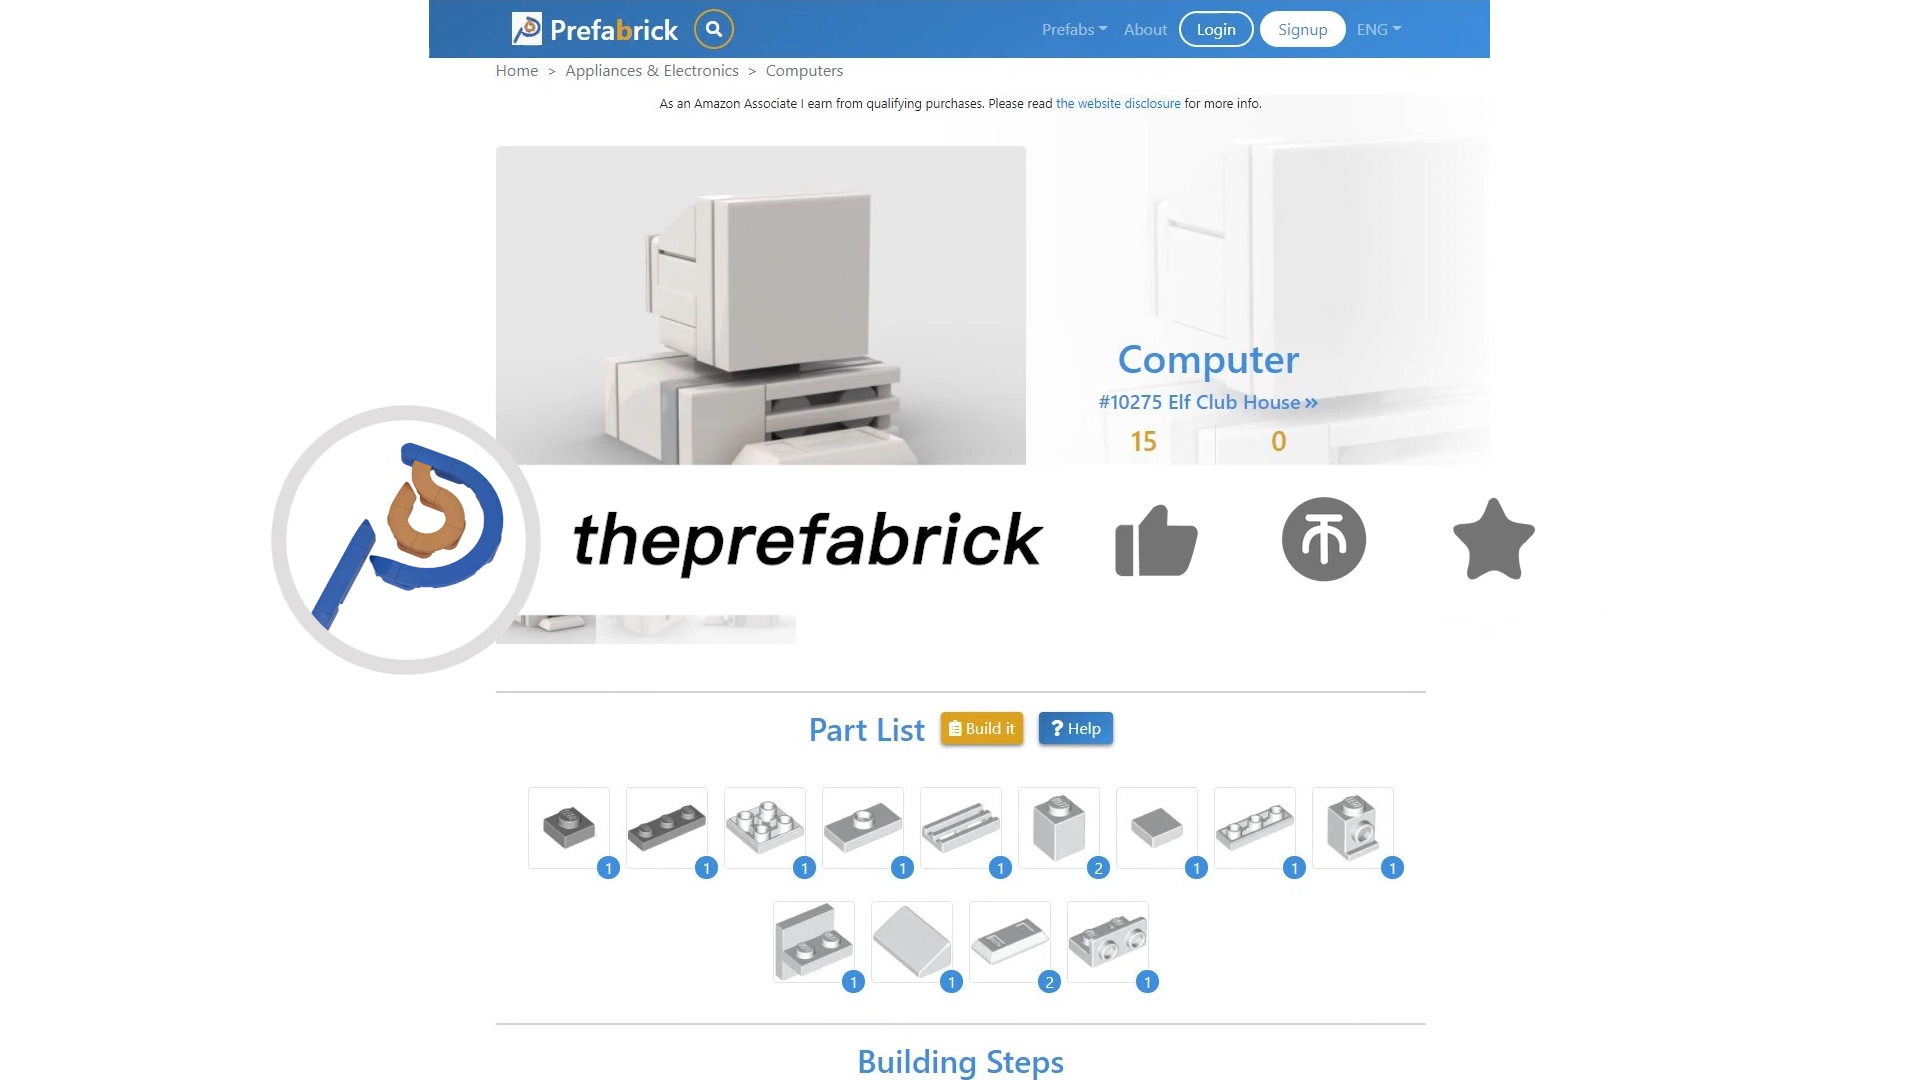 Prefabrick
Prefabs About Login Signup ENG
Home > Appliances & Electronics > Computers
As an Amazon Associate I earn from qualifying purchases. Please read the website disclosure for more info.
Computer
#10275 Elf Club House »
15 0
theprefabrick
Part List Build it ? Help
1 1 1 1 1 2 1 1 1
1 1 2 1
Building Steps